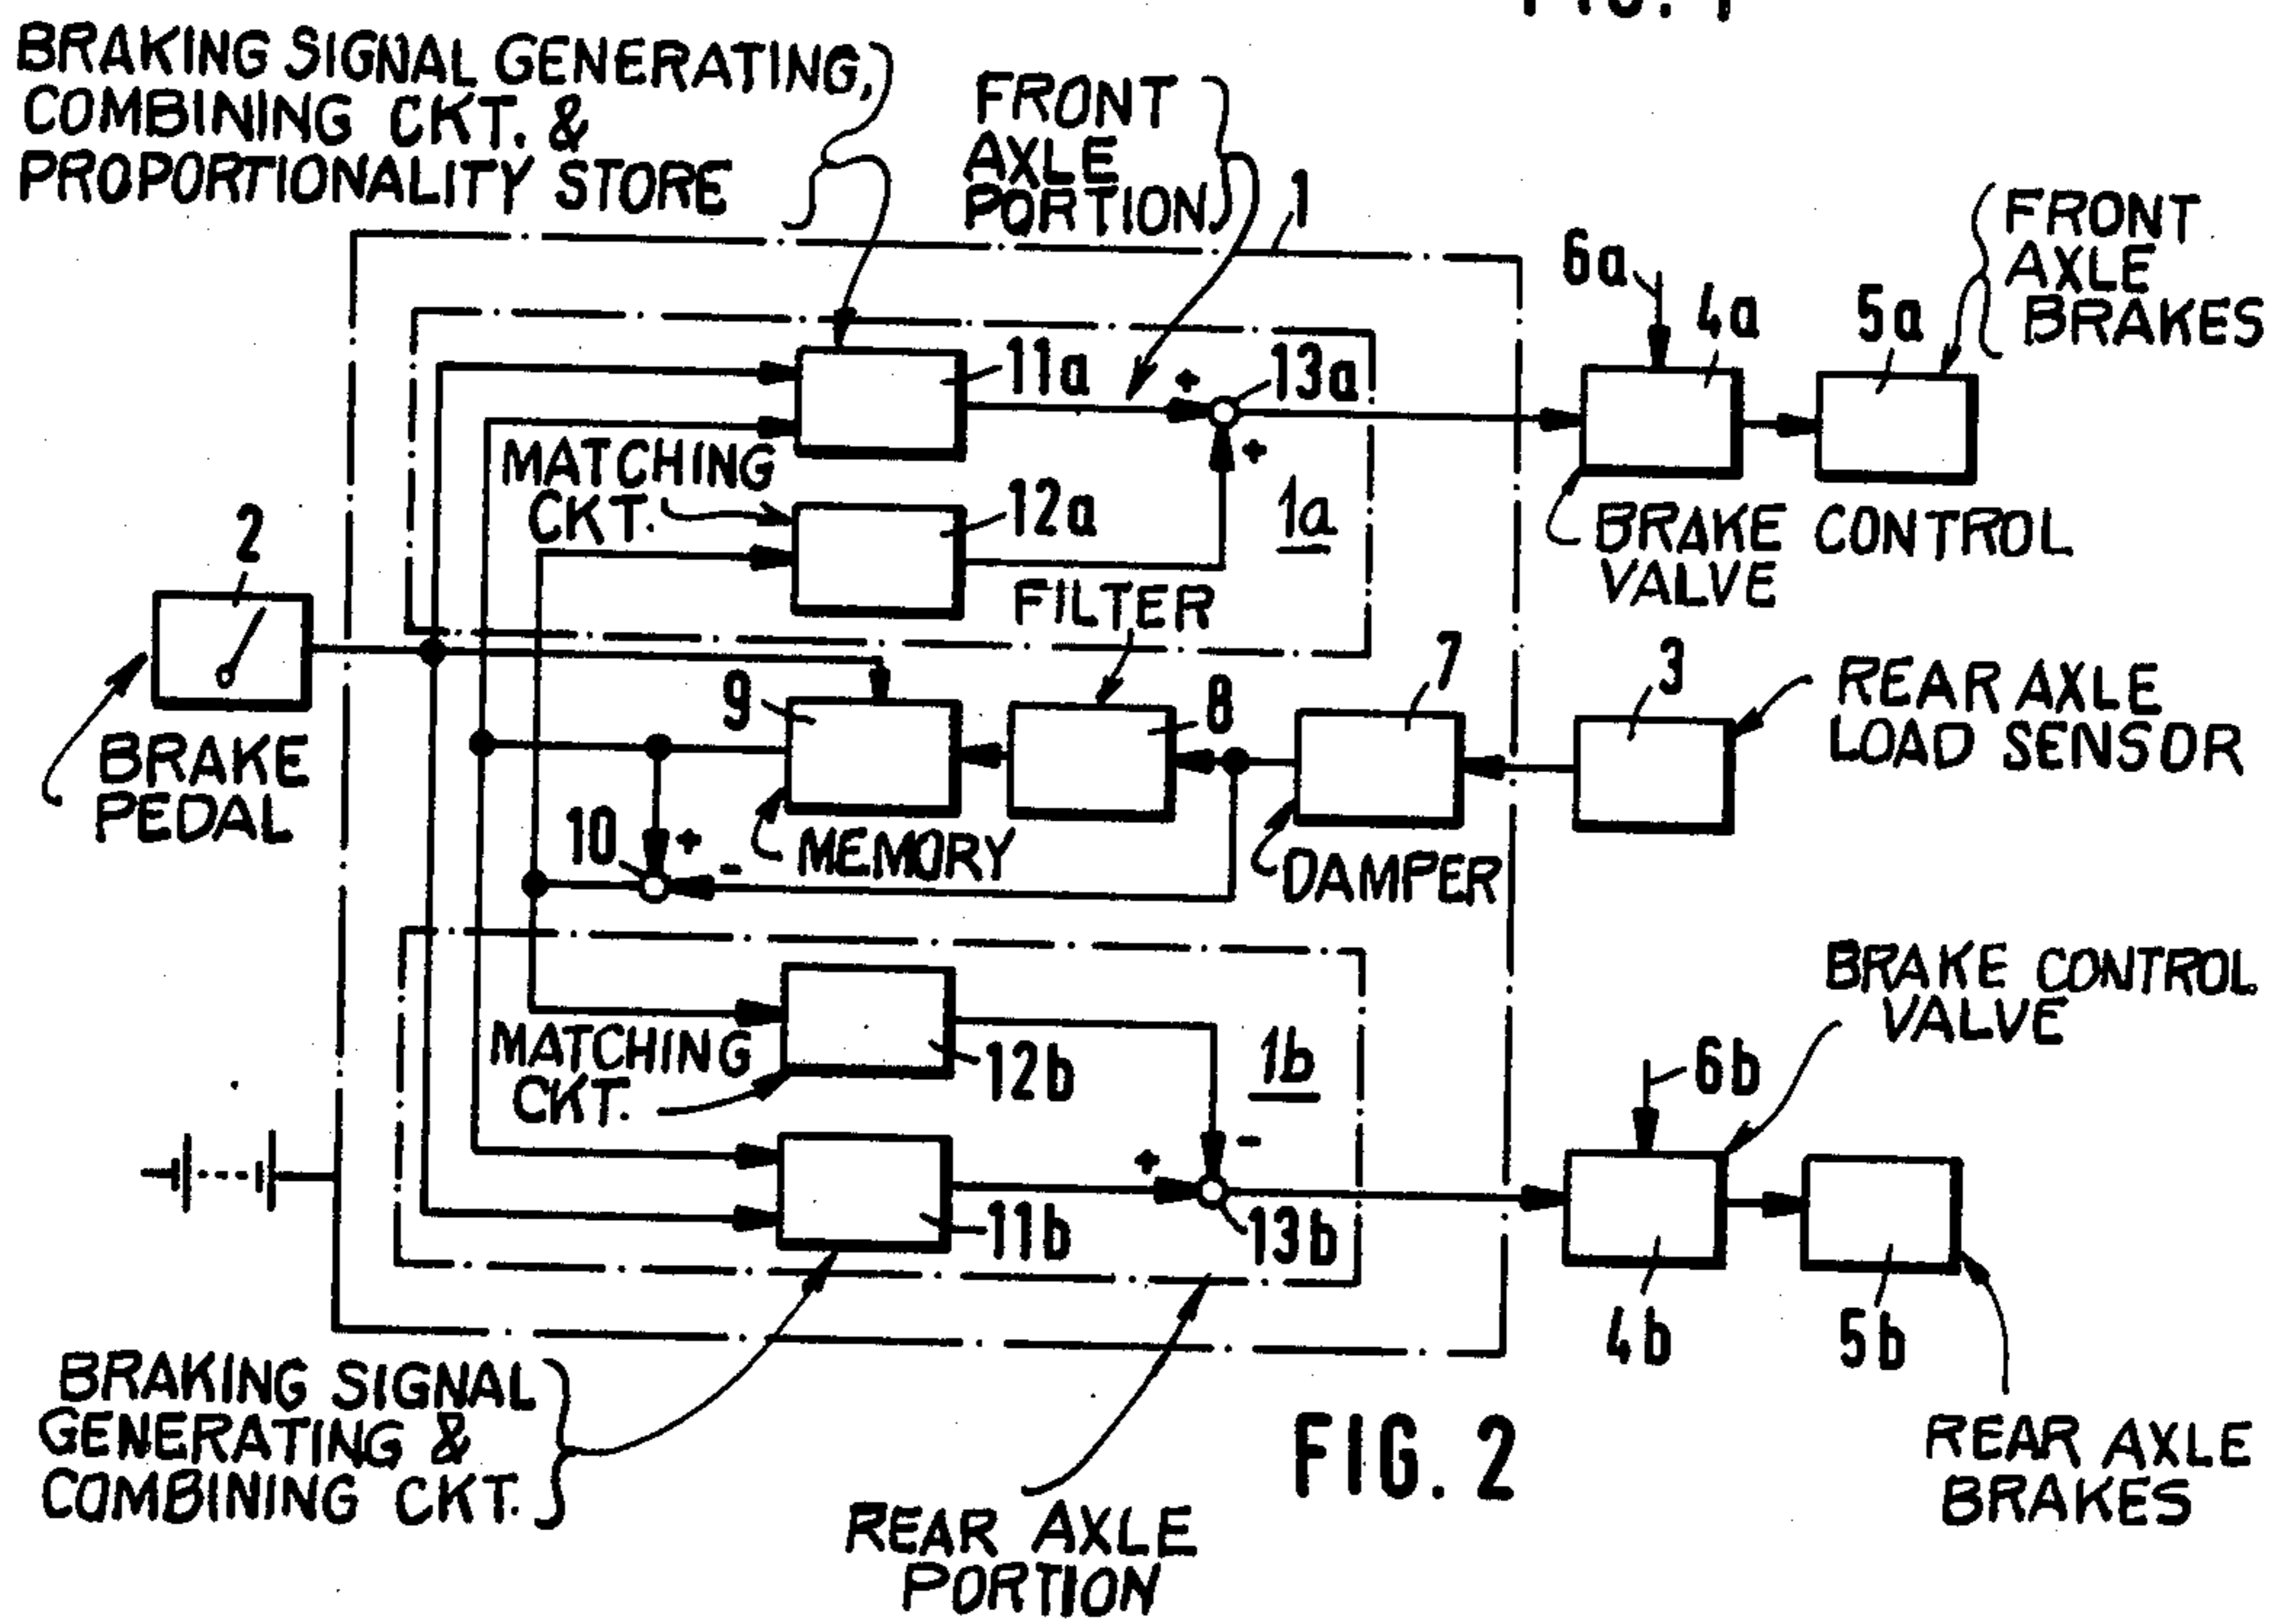 BRAKING SIGNAL GENERATING,
COMBINING CKT. &
PROPORTIONALITY STORE
FRONT
AXLE
PORTION
1
6a
4a
5a
FRONT
AXLE
BRAKES
11a
+
13a
+
MATCHING
CKT.
12a
1a
BRAKE CONTROL
VALVE
2
FILTER
BRAKE
PEDAL
9
8
7
3
REAR AXLE
LOAD SENSOR
10
+
-
MEMORY
DAMPER
MATCHING
CKT.
12b
1b
-
+
11b
13b
BRAKE CONTROL
VALVE
6b
4b
5b
BRAKING SIGNAL
GENERATING &
COMBINING CKT.
REAR AXLE
PORTION
FIG. 2
REAR AXLE
BRAKES